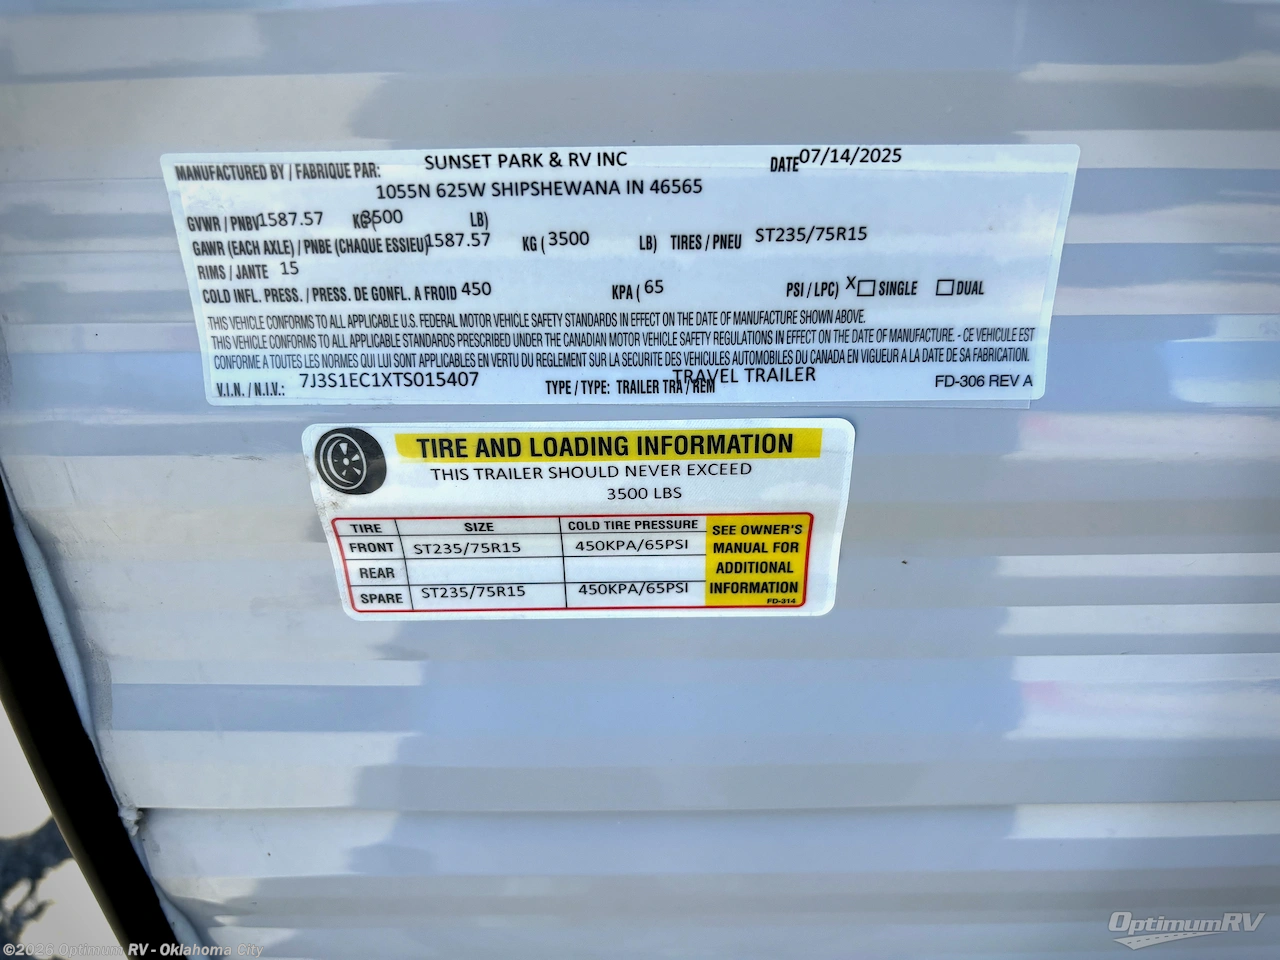 MANUFACTURED BY / FABRIQUE PAR: SUNSET PARK & RV INC DATE 07/14/2025
1055N 625W SHIPSHEWANA IN 46565
GVWR / PNBV 1587.57 KG ( 3500 LB)
GAWR (EACH AXLE) / PNBE (CHAQUE ESSIEU) 1587.57 KG ( 3500 LB) TIRES / PNEU ST235/75R15
RIMS / JANTE 15
COLD INFL. PRESS. / PRESS. DE GONFL. A FROID 450 KPA ( 65 PSI / LPC) X SINGLE DUAL
THIS VEHICLE CONFORMS TO ALL APPLICABLE U.S. FEDERAL MOTOR VEHICLE SAFETY STANDARDS IN EFFECT ON THE DATE OF MANUFACTURE SHOWN ABOVE.
THIS VEHICLE CONFORMS TO ALL APPLICABLE STANDARDS PRESCRIBED UNDER THE CANADIAN MOTOR VEHICLE SAFETY REGULATIONS IN EFFECT ON THE DATE OF MANUFACTURE. - CE VEHICULE EST
CONFORME A TOUTES LES NORMES QUI LUI SONT APPLICABLES EN VERTU DU REGLEMENT SUR LA SECURITE DES VEHICULES AUTOMOBILES DU CANADA EN VIGUEUR A LA DATE DE SA FABRICATION.
V.I.N. / N.I.V.: 7J3S1EC1XTS015407 TYPE / TYPE: TRAILER TRA / REM TRAVEL TRAILER FD-306 REV A
TIRE AND LOADING INFORMATION
THIS TRAILER SHOULD NEVER EXCEED
3500 LBS
TIRE SIZE COLD TIRE PRESSURE
FRONT ST235/75R15 450KPA/65PSI
REAR
SPARE ST235/75R15 450KPA/65PSI
SEE OWNER'S
MANUAL FOR
ADDITIONAL
INFORMATION
FD-314
OptimumRV
©2026 Optimum RV - Oklahoma City